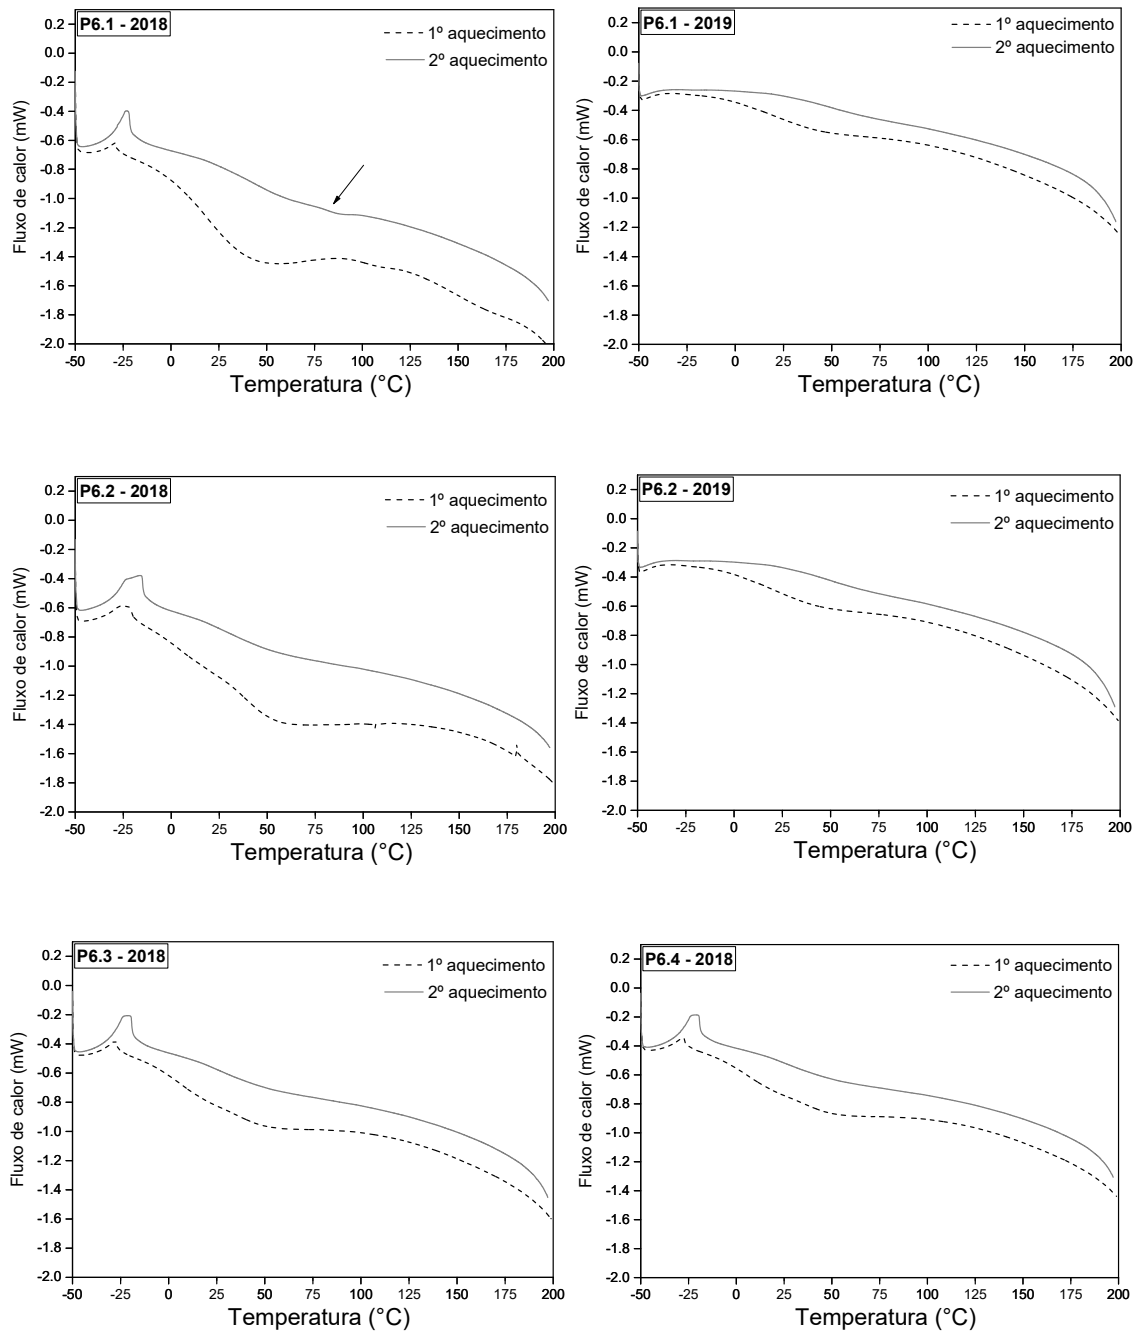 P6.1 - 2018
1º aquecimento
2º aquecimento
0.2
0.0
-0.2
-0.4
-0.6
-0.8
-1.0
-1.2
-1.4
-1.6
-1.8
-2.0
Fluxo de calor (mW)
-50 -25 0 25 50 75 100 125 150 175 200
Temperatura (°C)
P6.1 - 2019
1º aquecimento
2º aquecimento
0.2
0.0
-0.2
-0.4
-0.6
-0.8
-1.0
-1.2
-1.4
-1.6
-1.8
-2.0
Fluxo de calor (mW)
-50 -25 0 25 50 75 100 125 150 175 200
Temperatura (°C)
P6.2 - 2018
1º aquecimento
2º aquecimento
0.2
0.0
-0.2
-0.4
-0.6
-0.8
-1.0
-1.2
-1.4
-1.6
-1.8
-2.0
Fluxo de calor (mW)
-50 -25 0 25 50 75 100 125 150 175 200
Temperatura (°C)
P6.2 - 2019
1º aquecimento
2º aquecimento
0.2
0.0
-0.2
-0.4
-0.6
-0.8
-1.0
-1.2
-1.4
-1.6
-1.8
-2.0
Fluxo de calor (mW)
-50 -25 0 25 50 75 100 125 150 175 200
Temperatura (°C)
P6.3 - 2018
1º aquecimento
2º aquecimento
0.2
0.0
-0.2
-0.4
-0.6
-0.8
-1.0
-1.2
-1.4
-1.6
-1.8
-2.0
Fluxo de calor (mW)
-50 -25 0 25 50 75 100 125 150 175 200
Temperatura (°C)
P6.4 - 2018
1º aquecimento
2º aquecimento
0.2
0.0
-0.2
-0.4
-0.6
-0.8
-1.0
-1.2
-1.4
-1.6
-1.8
-2.0
Fluxo de calor (mW)
-50 -25 0 25 50 75 100 125 150 175 200
Temperatura (°C)